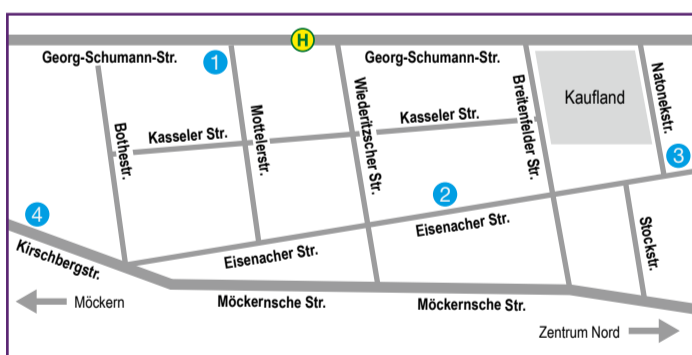 H
Georg-Schumann-Str.
1
Georg-Schumann-Str.
Bothestr.
Kasseler Str.
Mottelerstr.
Wiederitzscher Str.
Kasseler Str.
Breitenfelder Str.
Kaufland
Natonekstr.
3
2
4
Kirschbergstr.
Eisenacher Str.
Eisenacher Str.
Stockstr.
Möckern
Möckernsche Str.
Möckernsche Str.
Zentrum Nord